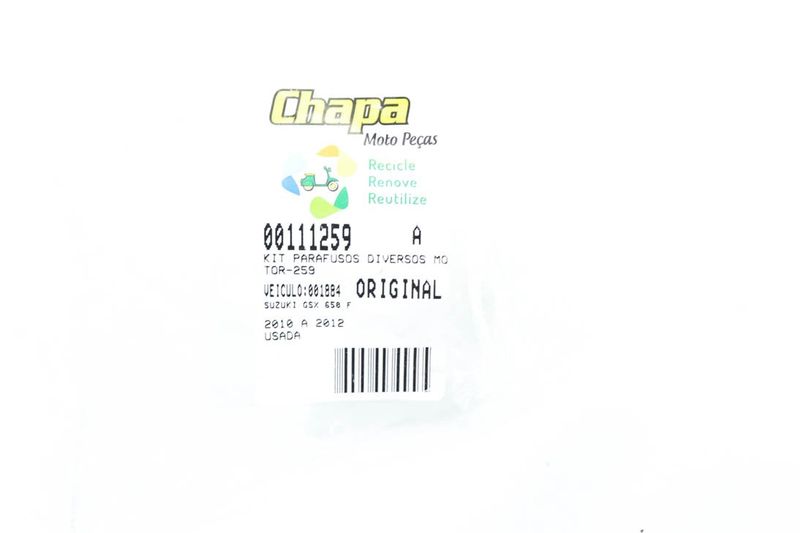 Chapa
Moto Peças
Recicle
Renove
Reutilize
00111259 A
KIT PARAFUSOS DIVERSOS MO
TOR-259
VEICULO:001884 ORIGINAL
SUZUKI GSX 650 F
2010 A 2012
USADA